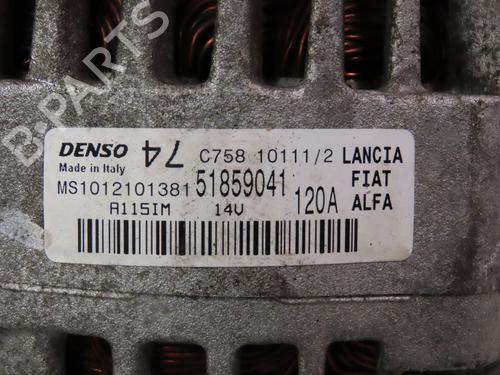 DENSO 74 C758 10111/2 LANCIA
Made in Italy FIAT
MS1012101381 51859041 120A ALFA
A115IM 14V
B-PARTS